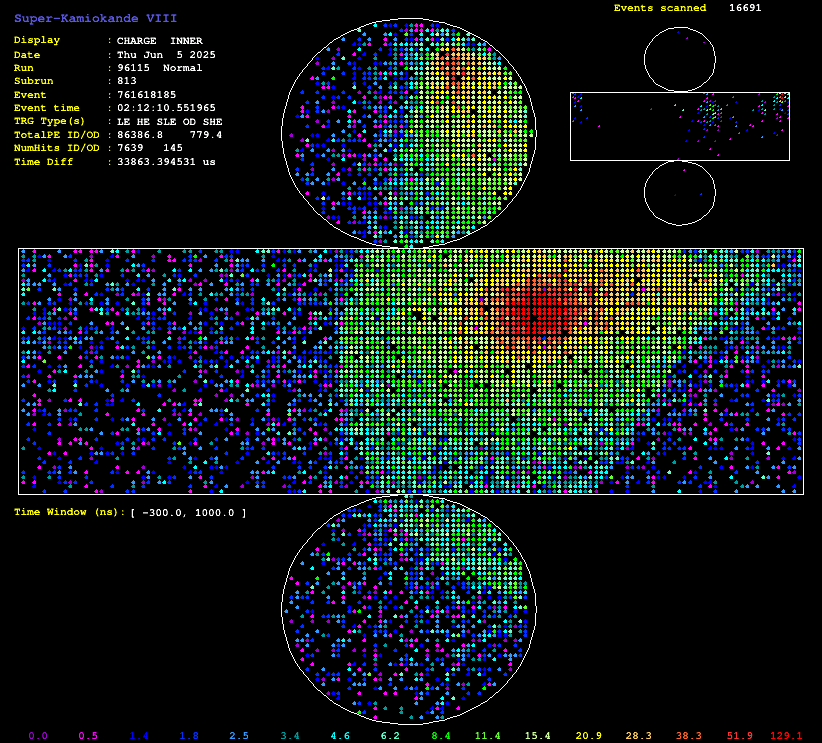 Super-Kamiokande VIII
Events scanned 16691
Display : CHARGE INNER
Date : Thu Jun 5 2025
Run : 96115 Normal
Subrun : 813
Event : 761618185
Event time : 02:12:10.551965
TRG Type(s) : LE HE SLE OD SHE
TotalPE ID/OD : 86386.8 779.4
NumHits ID/OD : 7639 145
Time Diff : 33863.394531 us
Time Window (ns): [ -300.0, 1000.0 ]
0.0 0.5 1.4 1.8 2.5 3.4 4.6 6.2 8.4 11.4 15.4 20.9 28.3 38.3 51.9 129.1